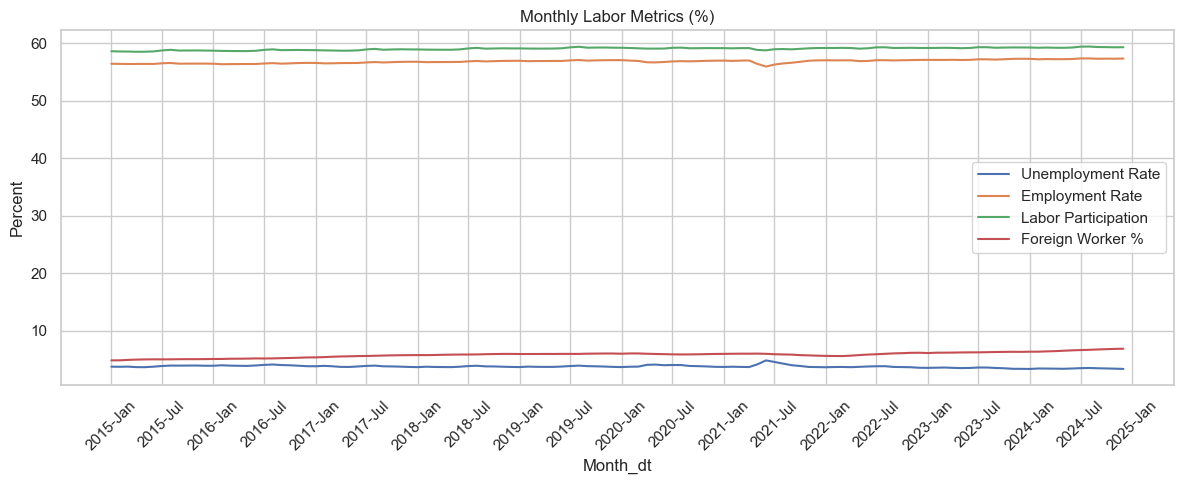 Monthly Labor Metrics (%)
Percent
60
50
40
30
20
10
Unemployment Rate
Employment Rate
Labor Participation
Foreign Worker %
2015-Jan
2015-Jul
2016-Jan
2016-Jul
2017-Jan
2017-Jul
2018-Jan
2018-Jul
2019-Jan
2019-Jul
2020-Jan
2020-Jul
2021-Jan
2021-Jul
2022-Jan
2022-Jul
2023-Jan
2023-Jul
2024-Jan
2024-Jul
2025-Jan
Month_dt